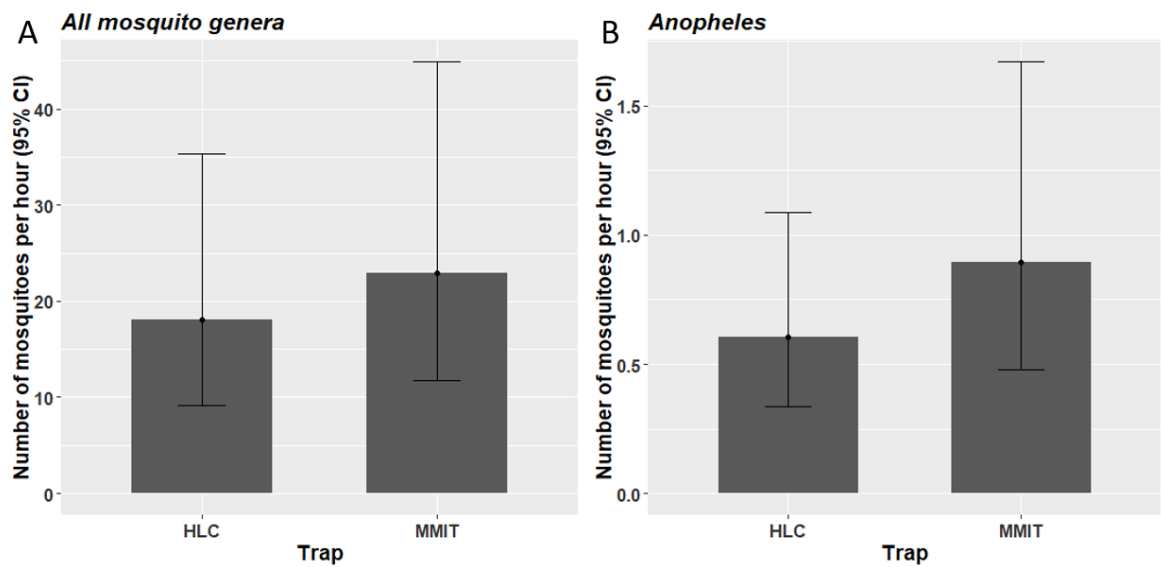 A
All mosquito genera
Number of mosquitoes per hour (95% CI)
40
30
20
10
0
HLC
MMIT
Trap
B
Anopheles
Number of mosquitoes per hour (95% CI)
1.5
1.0
0.5
0.0
HLC
MMIT
Trap